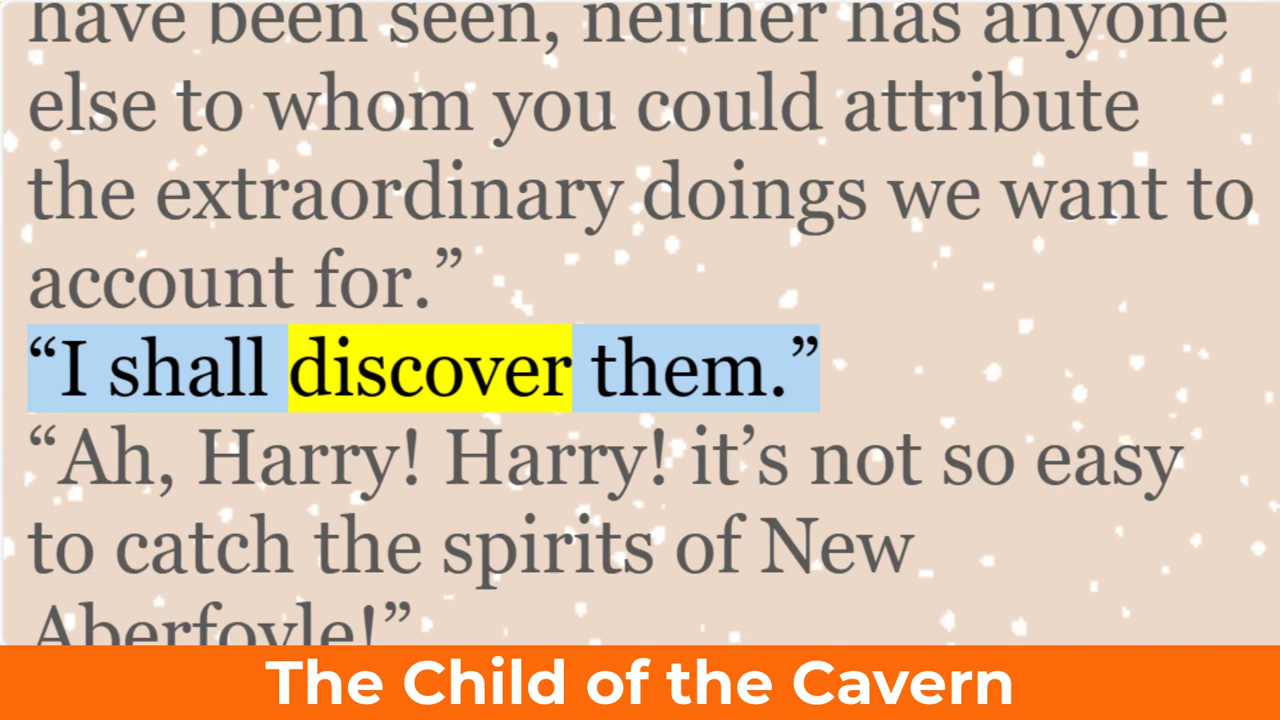 have been seen, neither has anyone
else to whom you could attribute
the extraordinary doings we want to
account for.”
“I shall discover them.”
“Ah, Harry! Harry! it’s not so easy
to catch the spirits of New
Aberfoyle!”
The Child of the Cavern